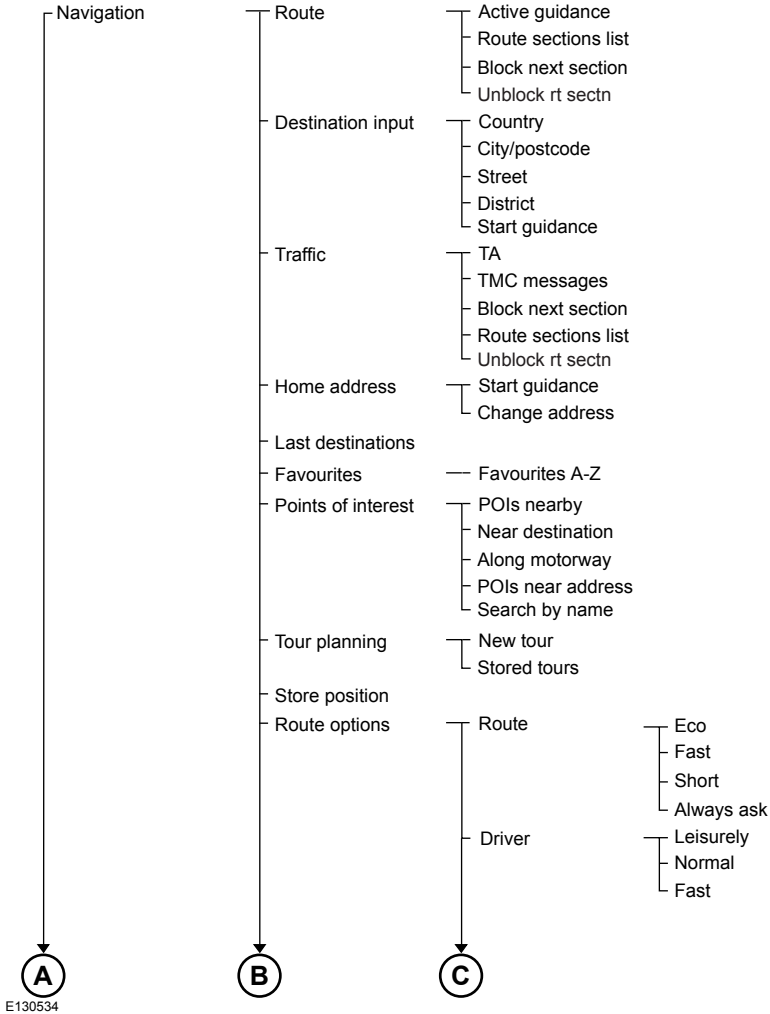 Navigation Route Active guidance
Route sections list
Block next section
Unblock rt sectn
Destination input Country
City/postcode
Street
District
Start guidance
Traffic TA
TMC messages
Block next section
Route sections list
Unblock rt sectn
Home address Start guidance
Change address
Last destinations
Favourites Favourites A-Z
Points of interest POIs nearby
Near destination
Along motorway
POIs near address
Search by name
Tour planning New tour
Stored tours
Store position
Route options Route Eco
Fast
Short
Always ask
Driver Leisurely
Normal
Fast
A B C
E130534